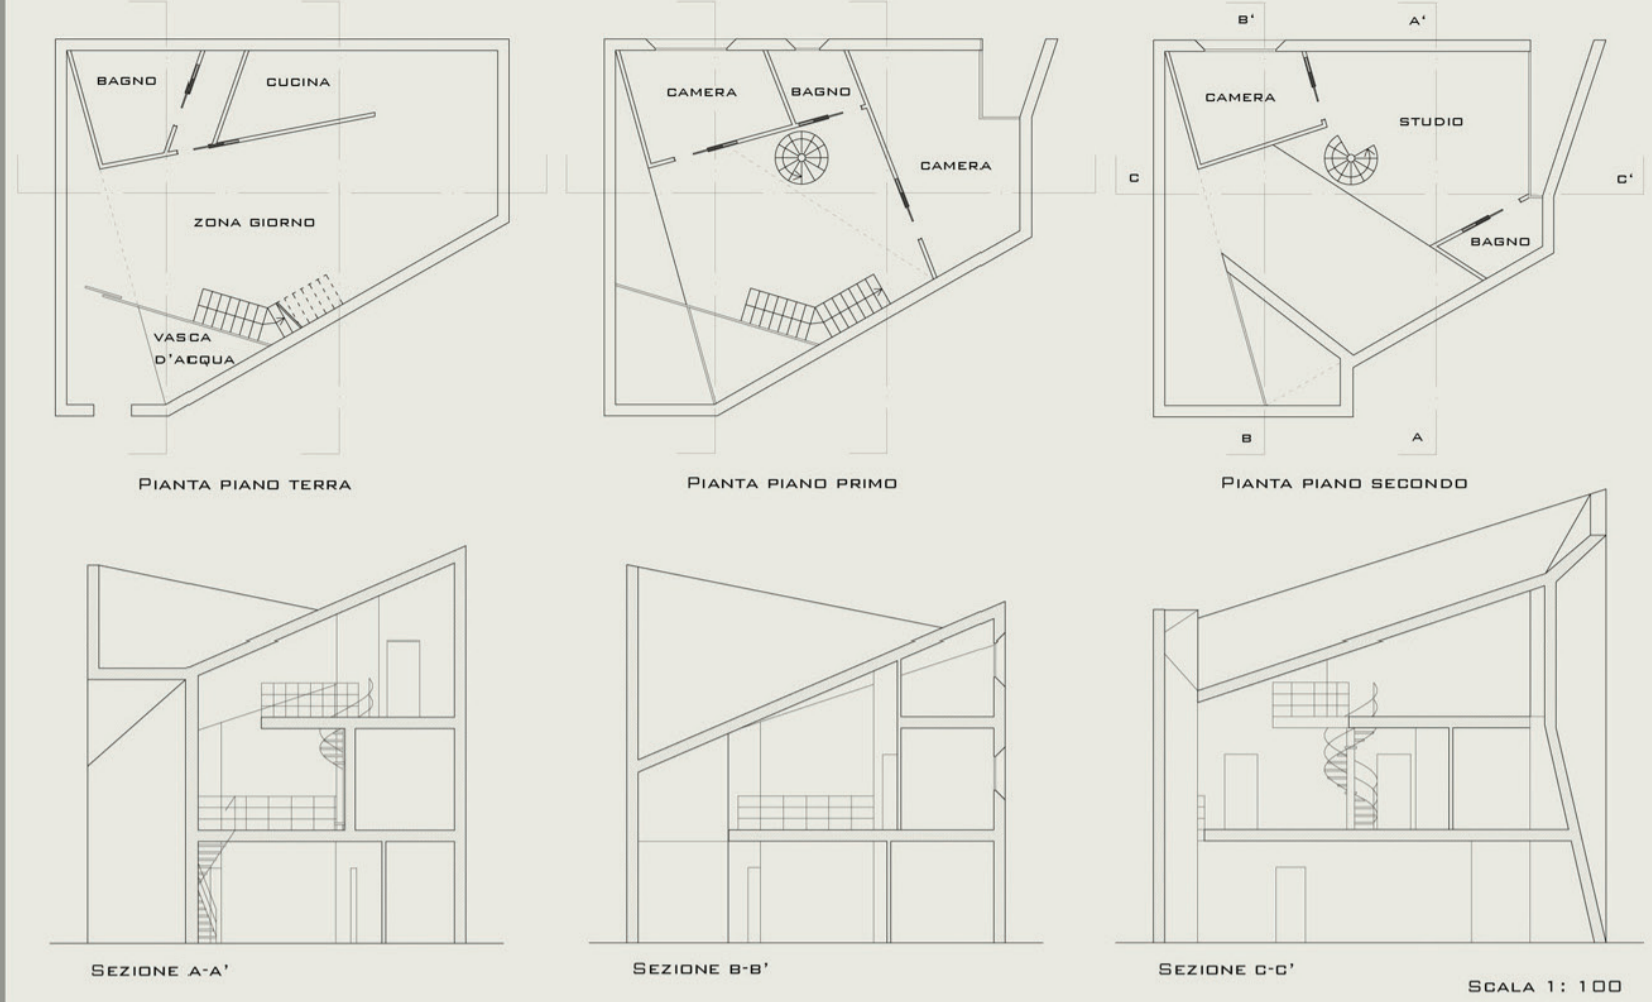 B' A'
BAGNO CUCINA CAMERA BAGNO CAMERA STUDIO
CAMERA
C C'
ZONA GIORNO BAGNO
VASCA
D'ACQUA
B A
PIANTA PIANO TERRA PIANTA PIANO PRIMO PIANTA PIANO SECONDO
SEZIONE A-A' SEZIONE B-B' SEZIONE C-C'
SCALA 1: 100